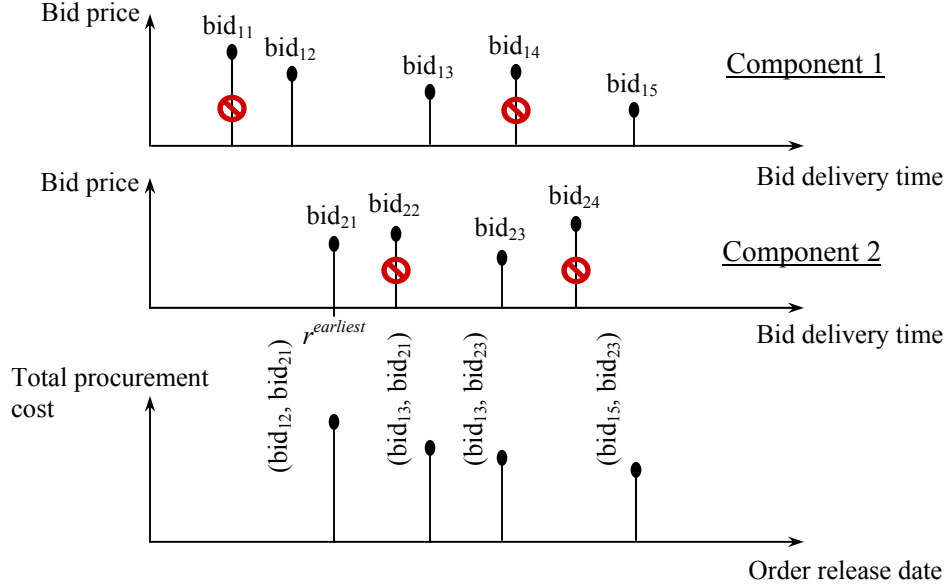 Bid price
bid₁₁
bid₁₂
bid₁₃
bid₁₄
bid₁₅
Component 1
Bid delivery time
Bid price
bid₂₁
bid₂₂
bid₂₃
bid₂₄
Component 2
r^earliest
Bid delivery time
Total procurement
cost
(bid₁₂, bid₂₁)
(bid₁₃, bid₂₁)
(bid₁₃, bid₂₃)
(bid₁₅, bid₂₃)
Order release date